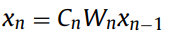 xₙ = CₙWₙxₙ₋₁